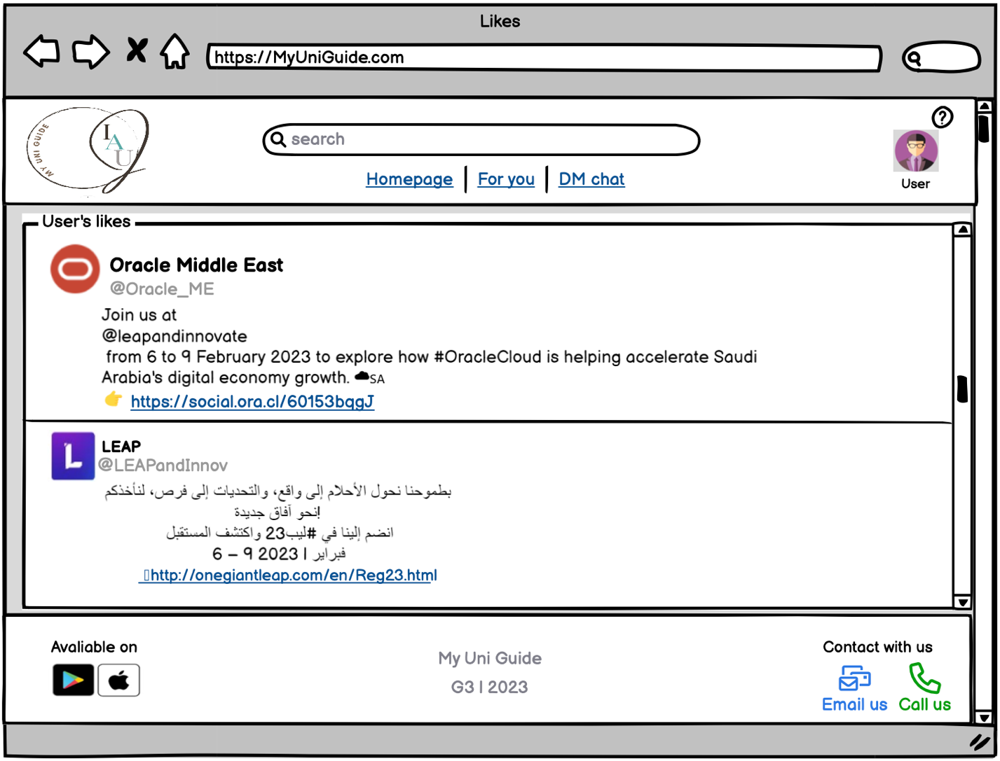 Likes
https://MyUniGuide.com
MY UNI GUIDE
IAU
search
Homepage
For you
DM chat
?
User
User's likes
Oracle Middle East
@Oracle_ME
Join us at
@leapandinnovate
from 6 to 9 February 2023 to explore how #OracleCloud is helping accelerate Saudi
Arabia's digital economy growth. ☁SA
👉 https://social.ora.cl/60153bqgJ
L
LEAP
@LEAPandInnov
بطموحنا نحول الأحلام إلى واقع، والتحديات إلى فرص، لنأخذكم
نحو آفاق جديدة!
انضم إلينا في #ليب23 واكتشف المستقبل
6 – 9 فبراير | 2023
http://onegiantleap.com/en/Reg23.html
Avaliable on
My Uni Guide
G3 | 2023
Contact with us
Email us
Call us